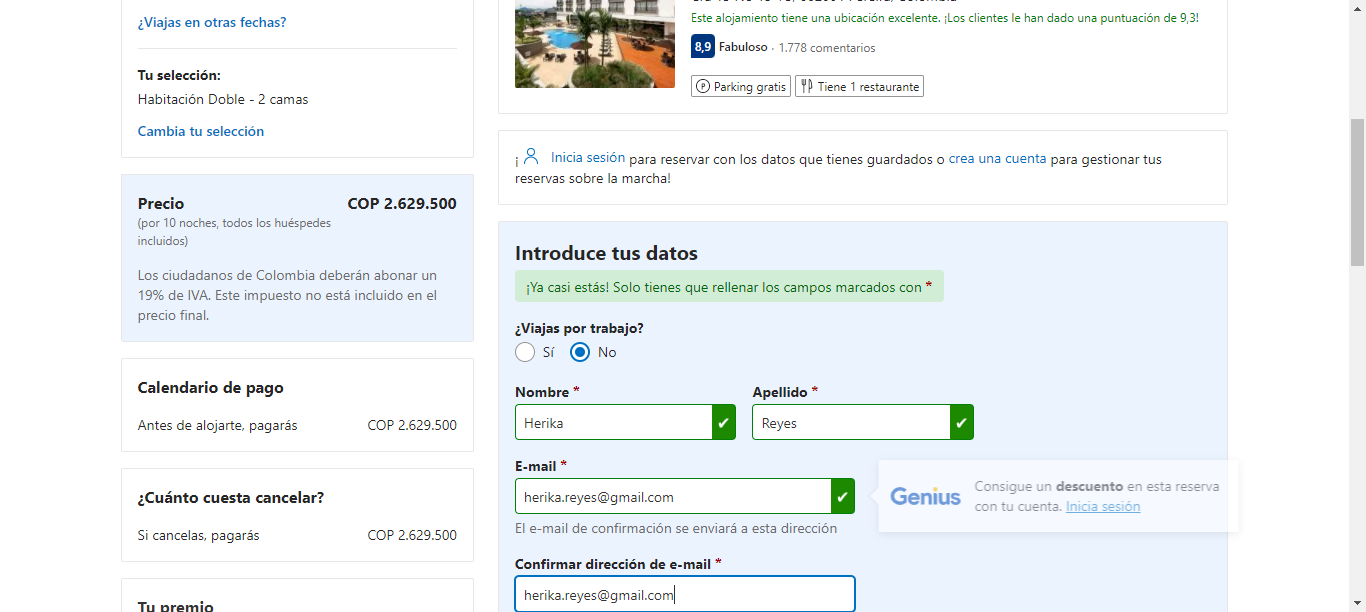 ¿Viajas en otras fechas?
Tu selección:
Habitación Doble - 2 camas
Cambia tu selección
Precio COP 2.629.500
(por 10 noches, todos los huéspedes
incluidos)
Los ciudadanos de Colombia deberán abonar un
19% de IVA. Este impuesto no está incluido en el
precio final.
Calendario de pago
Antes de alojarte, pagarás COP 2.629.500
¿Cuánto cuesta cancelar?
Si cancelas, pagarás COP 2.629.500
Tu premio
Este alojamiento tiene una ubicación excelente. ¡Los clientes le han dado una puntuación de 9,3!
8,9 Fabuloso · 1.778 comentarios
P Parking gratis Tiene 1 restaurante
¡ Inicia sesión para reservar con los datos que tienes guardados o crea una cuenta para gestionar tus
reservas sobre la marcha!
Introduce tus datos
¡Ya casi estás! Solo tienes que rellenar los campos marcados con *
¿Viajas por trabajo?
Sí No
Nombre * Apellido *
Herika Reyes
E-mail *
herika.reyes@gmail.com
El e-mail de confirmación se enviará a esta dirección
Genius Consigue un descuento en esta reserva
con tu cuenta. Inicia sesión
Confirmar dirección de e-mail *
herika.reyes@gmail.com